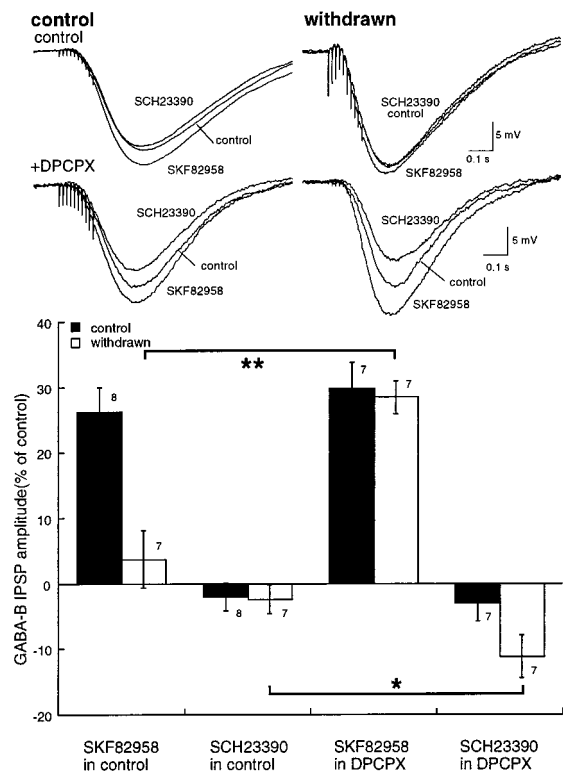 control
withdrawn
control
SCH23390
control
SKF82958
SCH23390
control
SKF82958
5 mV
0.1 s
+DPCPX
SCH23390
control
SKF82958
SCH23390
control
SKF82958
5 mV
0.1 s
GABA-B IPSP amplitude(% of control)
40
30
20
10
0
-10
-20
control
withdrawn
**
8
7
7
7
8
7
7
7
*
SKF82958
in control
SCH23390
in control
SKF82958
in DPCPX
SCH23390
in DPCPX